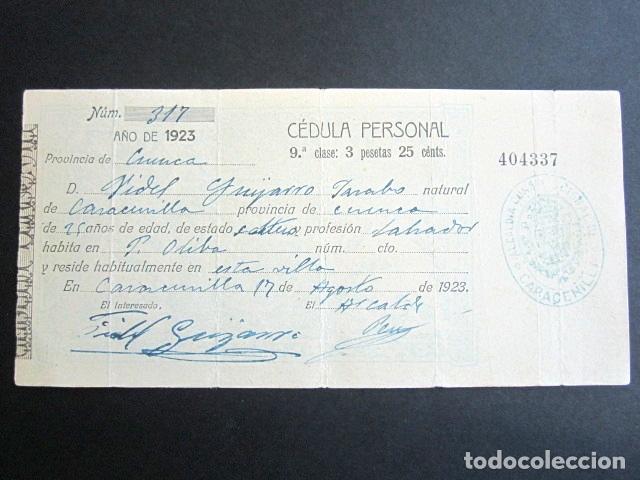 Núm. 317
AÑO DE 1923
CÉDULA PERSONAL
9.ª clase: 3 pesetas 25 cénts.
404337
Provincia de Cuenca
D. Fidel Guijarro natural
de Caracenilla provincia de Cuenca
de 25 años de edad, de estado soltero y profesión labrador
habita en P. Oliba núm. cto.
y reside habitualmente en esta villa
En Caracenilla 17 de Agosto de 1923.
El Interesado. El Alcalde
Fidel Guijarro
CARACENILLA
todocoleccion.net